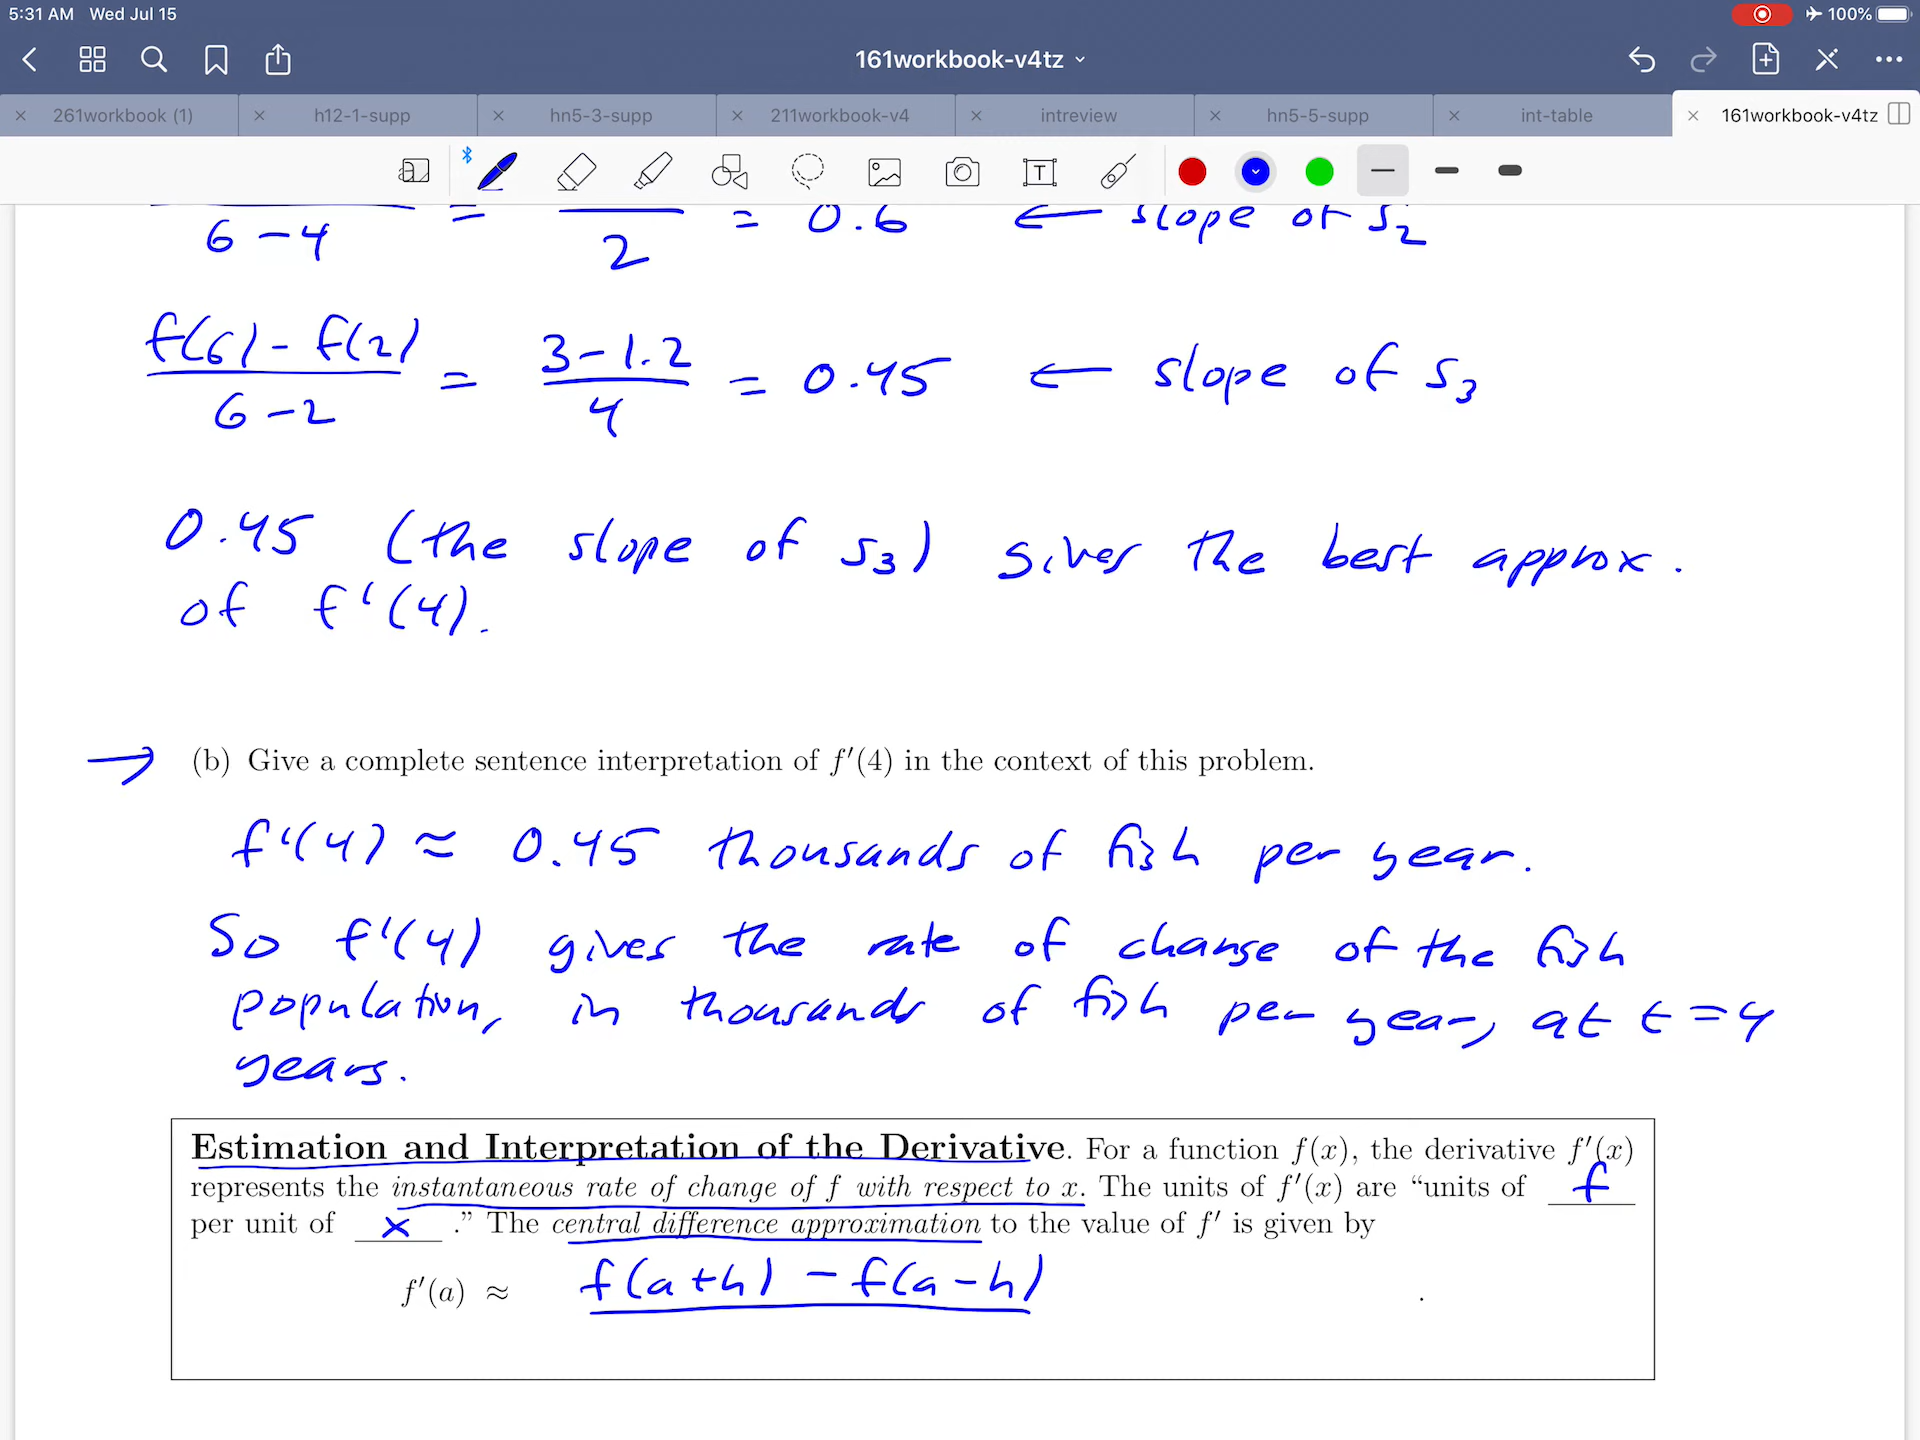 5:31 AM Wed Jul 15 100%
161workbook-v4tz
261workbook (1) h12-1-supp hn5-3-supp 211workbook-v4 intreview hn5-5-supp int-table 161workbook-v4tz
6 - 4 = 2 = 0.6 ← slope of S2
f(6) - f(2) / 6 - 2 = 3 - 1.2 / 4 = 0.45 ← slope of S3
0.45 (the slope of S3) gives the best approx.
of f'(4).
→ (b) Give a complete sentence interpretation of f′(4) in the context of this problem.
f'(4) ≈ 0.45 thousands of fish per year.
So f'(4) gives the rate of change of the fish
population, in thousands of fish per year, at t = 4
years.
Estimation and Interpretation of the Derivative. For a function f(x), the derivative f′(x)
represents the instantaneous rate of change of f with respect to x. The units of f′(x) are “units of f
per unit of x .” The central difference approximation to the value of f′ is given by
f′(a) ≈ f(a+h) - f(a-h) .